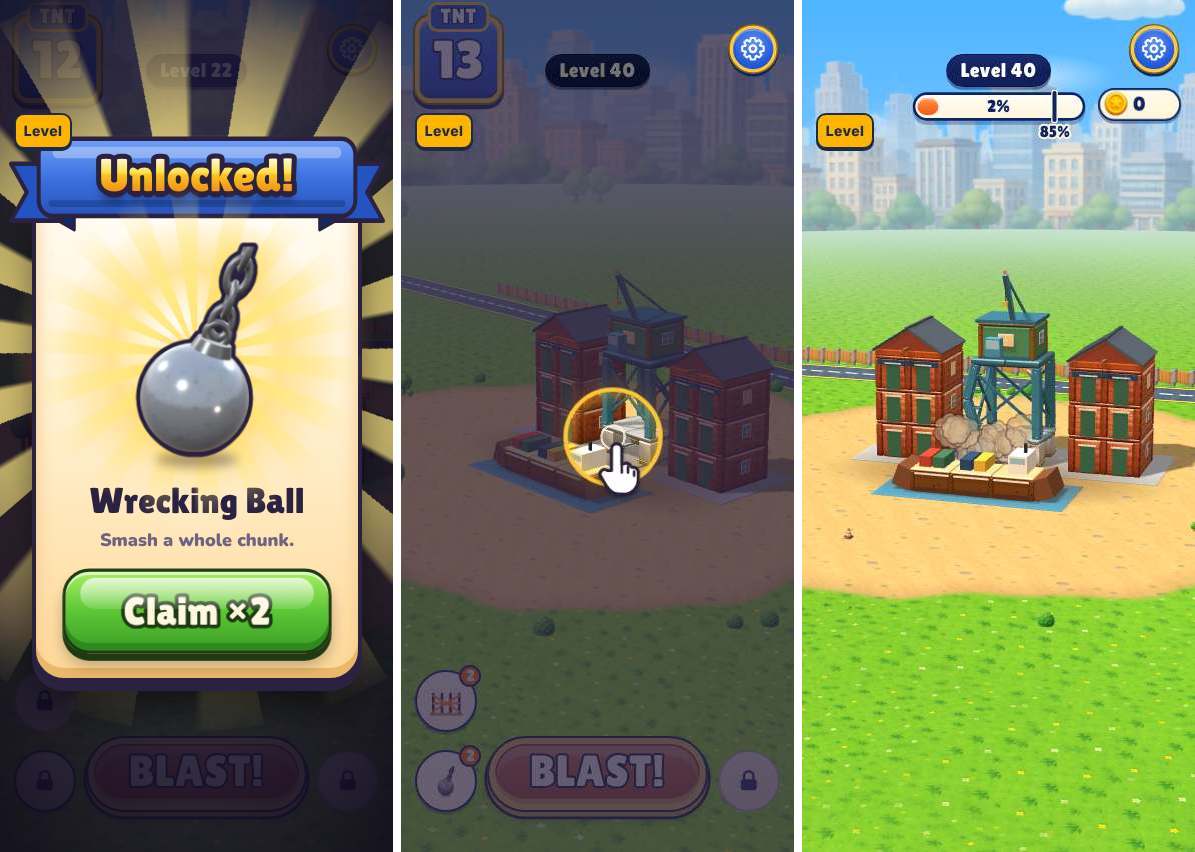 TNT
12
Level 22
Level
Unlocked!
Wrecking Ball
Smash a whole chunk.
Claim ×2
BLAST!
TNT
13
Level 40
Level
2
2
BLAST!
Level 40
2%
0
85%
Level